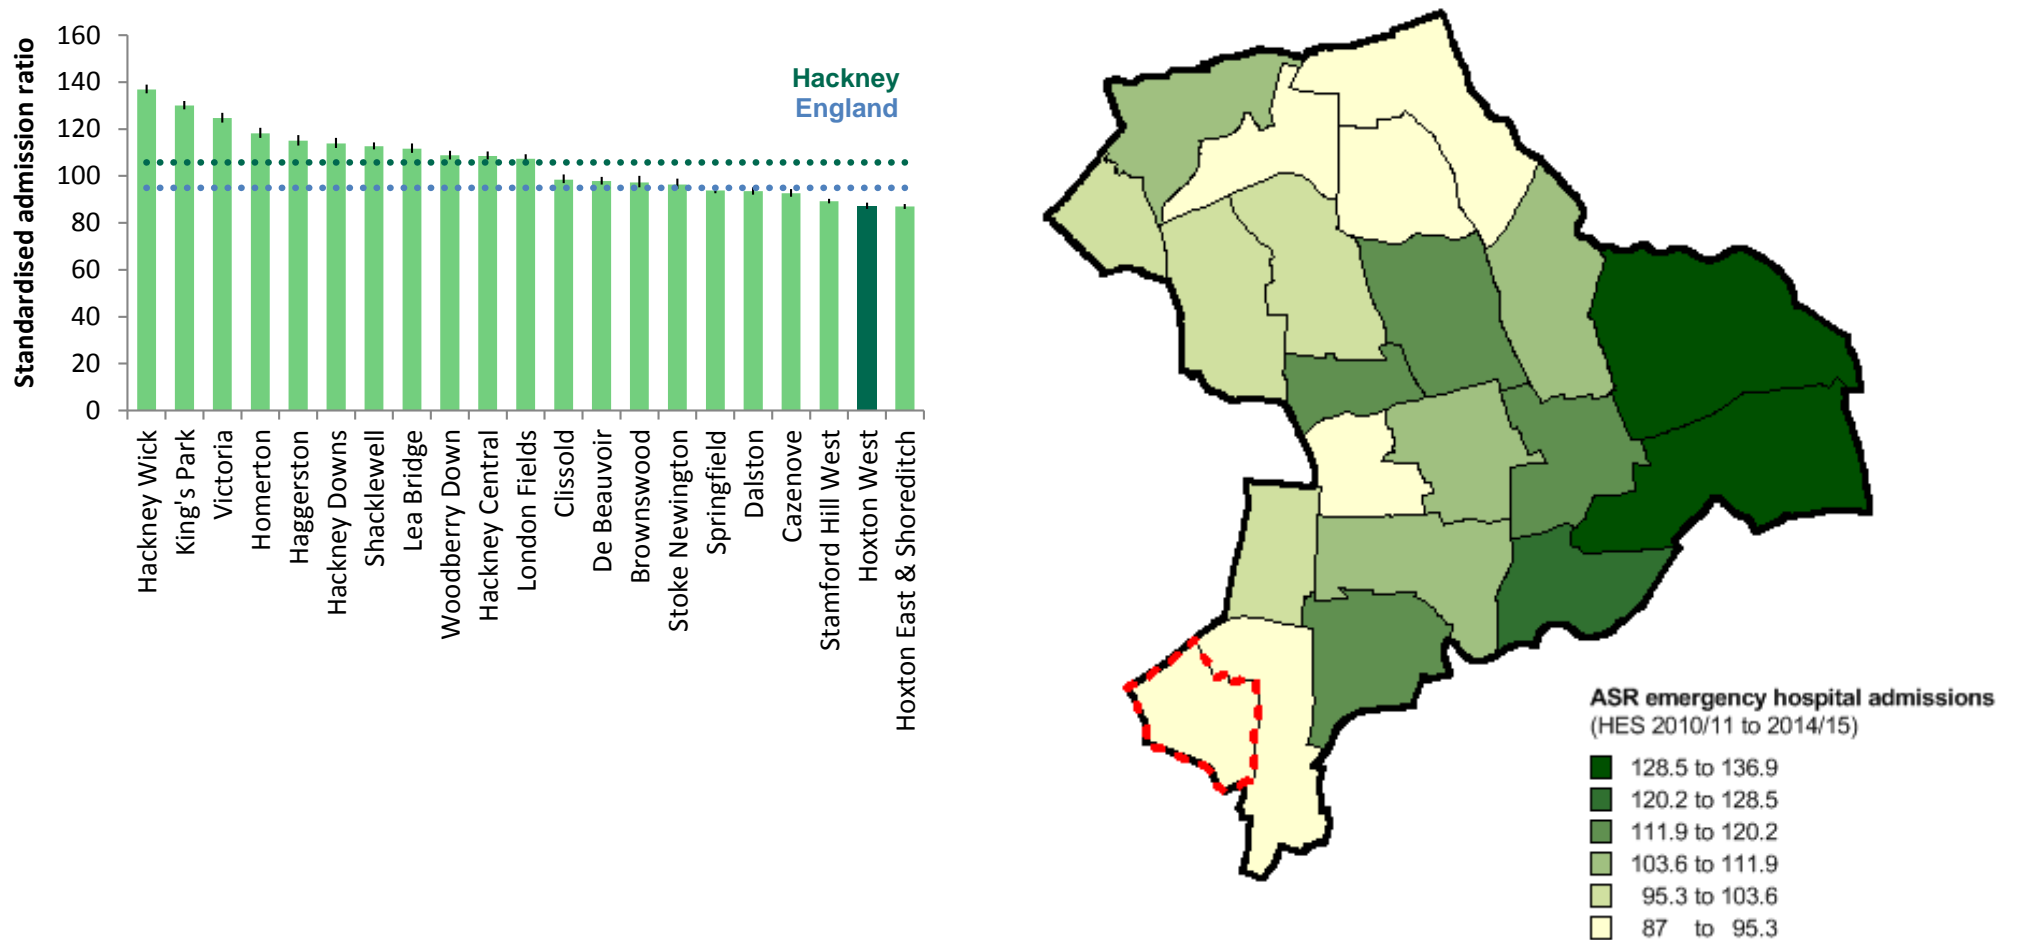 Standardised admission ratio
160
140
120
100
80
60
40
20
0
Hackney
England
Hackney Wick
King's Park
Victoria
Homerton
Haggerston
Hackney Downs
Shacklewell
Lea Bridge
Woodberry Down
Hackney Central
London Fields
Clissold
De Beauvoir
Brownswood
Stoke Newington
Springfield
Dalston
Cazenove
Stamford Hill West
Hoxton West
Hoxton East & Shoreditch
ASR emergency hospital admissions
(HES 2010/11 to 2014/15)
128.5 to 136.9
120.2 to 128.5
111.9 to 120.2
103.6 to 111.9
95.3 to 103.6
87 to 95.3